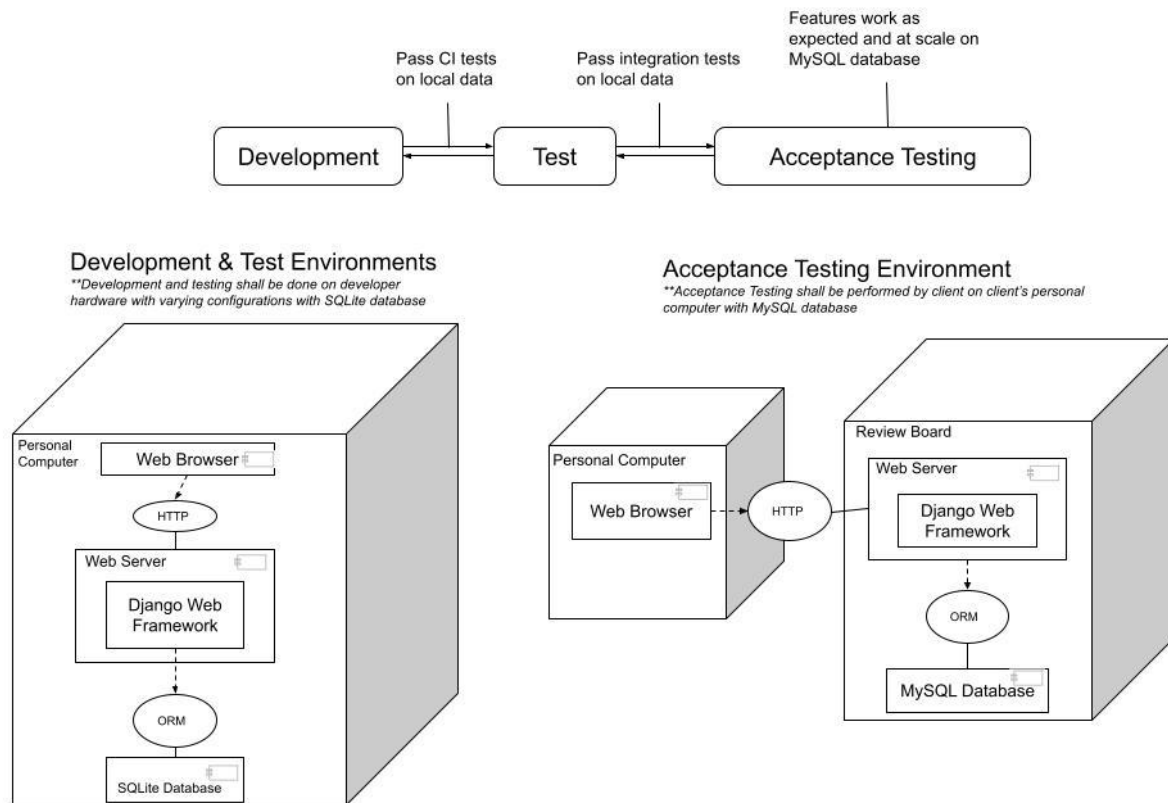 Features work as
expected and at scale on
MySQL database
Pass CI tests
on local data
Pass integration tests
on local data
Development
Test
Acceptance Testing
Development & Test Environments
**Development and testing shall be done on developer
hardware with varying configurations with SQLite database
Personal
Computer
Web Browser
HTTP
Web Server
Django Web
Framework
ORM
SQLite Database
Acceptance Testing Environment
**Acceptance Testing shall be performed by client on client's personal
computer with MySQL database
Personal Computer
Web Browser
HTTP
Review Board
Web Server
Django Web
Framework
ORM
MySQL Database